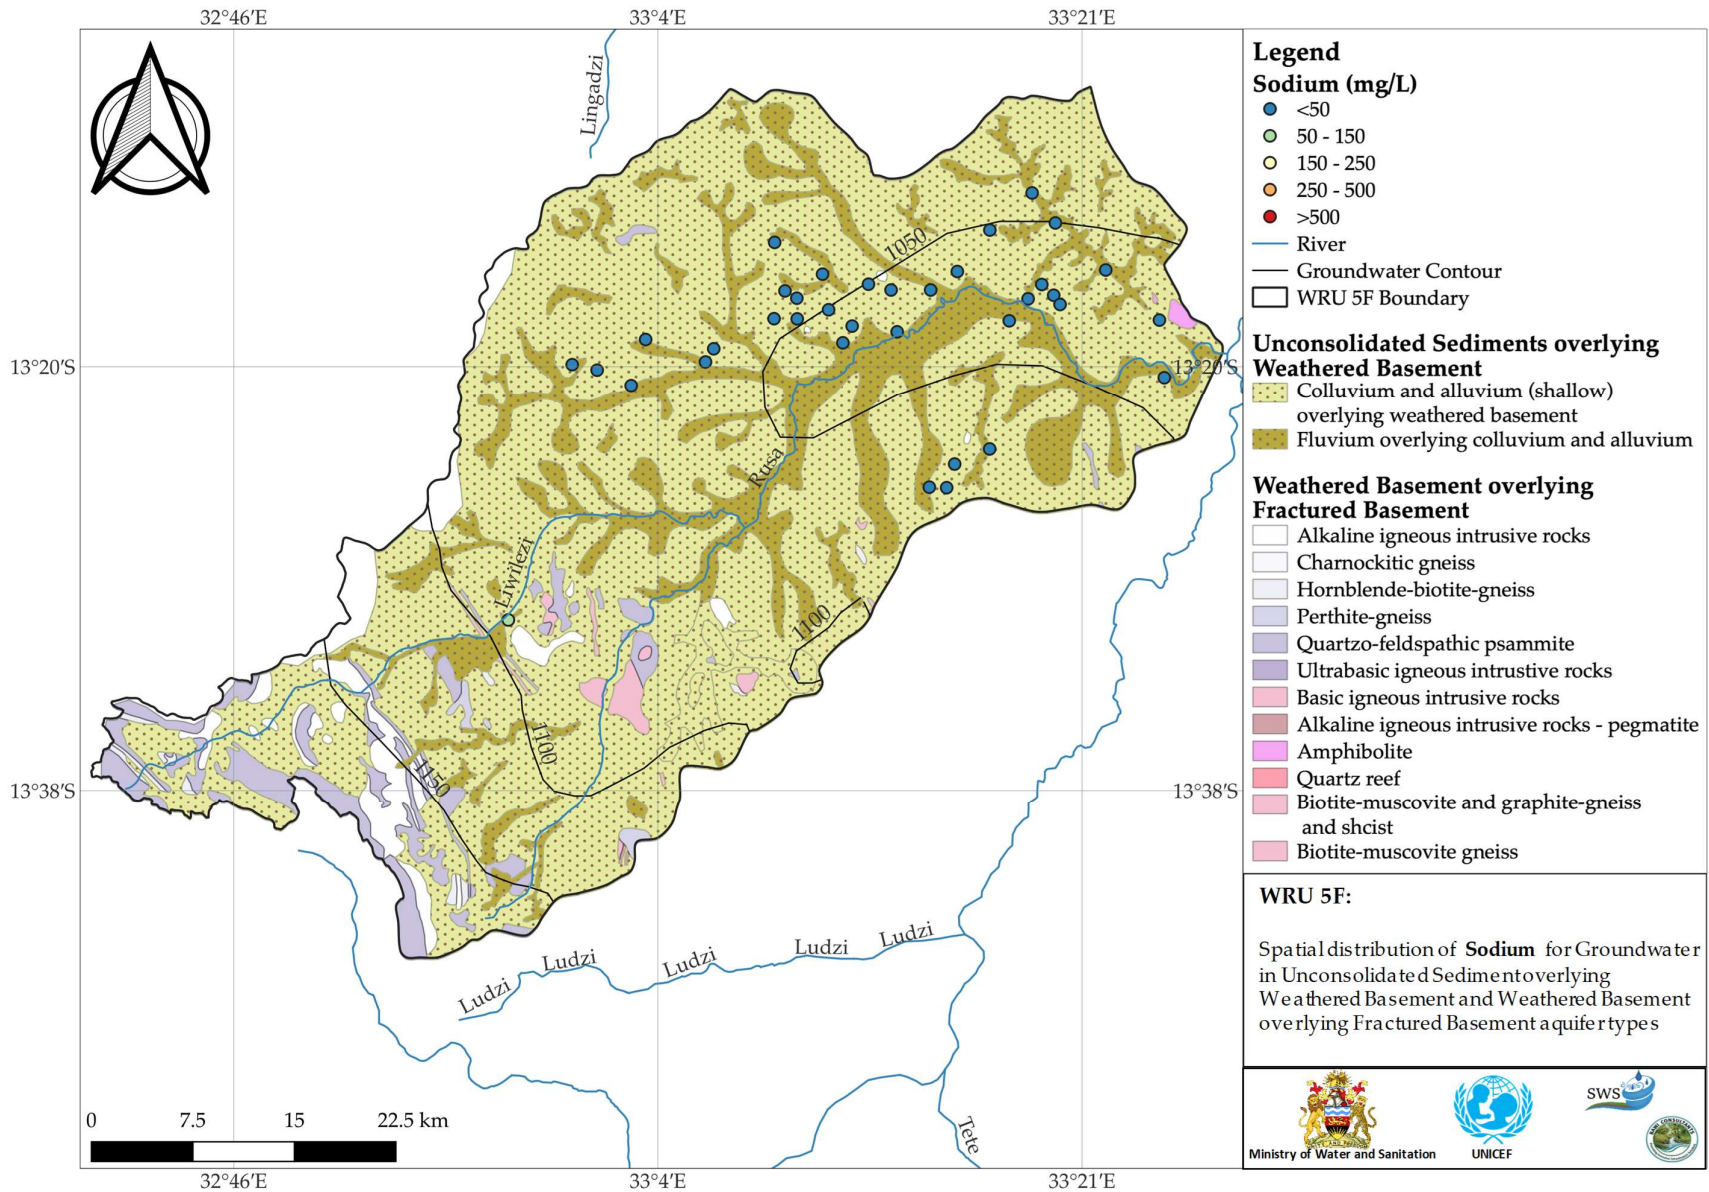 32°46′E
33°4′E
33°21′E
Lingadzi
1050
13°20′S
13°20′S
Rusa
Liwilezi
1100
1100
1150
13°38′S
13°38′S
Ludzi
Ludzi
Ludzi
Ludzi
Ludzi
Tete
0 7.5 15 22.5 km
32°46′E
33°4′E
33°21′E
Legend
Sodium (mg/L)
<50
50 - 150
150 - 250
250 - 500
>500
River
Groundwater Contour
WRU 5F Boundary
Unconsolidated Sediments overlying
Weathered Basement
Colluvium and alluvium (shallow)
overlying weathered basement
Fluvium overlying colluvium and alluvium
Weathered Basement overlying
Fractured Basement
Alkaline igneous intrusive rocks
Charnockitic gneiss
Hornblende-biotite-gneiss
Perthite-gneiss
Quartzo-feldspathic psammite
Ultrabasic igneous intrustive rocks
Basic igneous intrusive rocks
Alkaline igneous intrusive rocks - pegmatite
Amphibolite
Quartz reef
Biotite-muscovite and graphite-gneiss
and shcist
Biotite-muscovite gneiss
WRU 5F:
Spatial distribution of Sodium for Groundwater
in Unconsolidated Sediment overlying
Weathered Basement and Weathered Basement
overlying Fractured Basement aquifer types
Ministry of Water and Sanitation
UNICEF
SWS